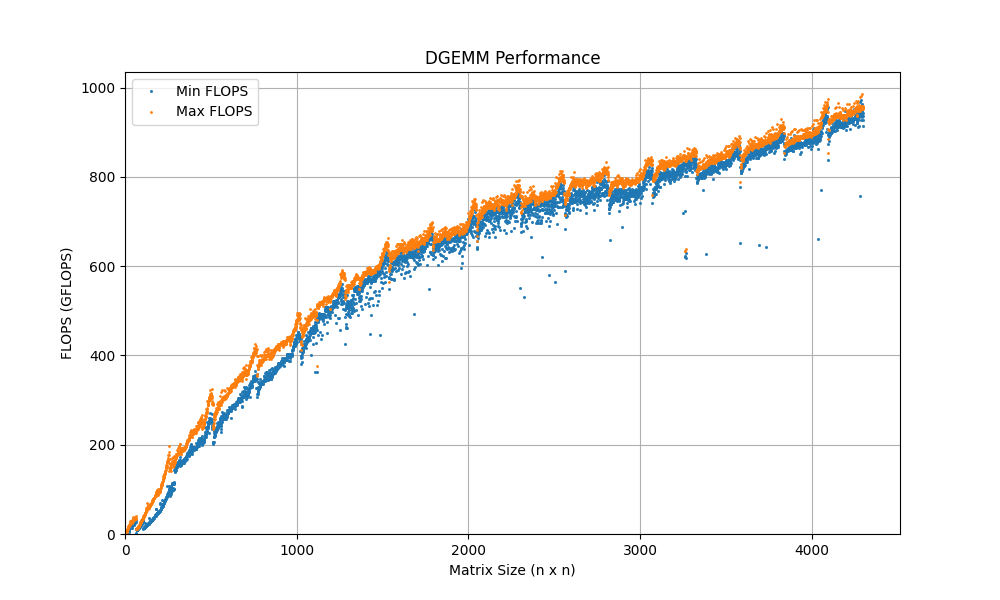 DGEMM Performance
Min FLOPS
Max FLOPS
FLOPS (GFLOPS)
1000
800
600
400
200
0
0 1000 2000 3000 4000
Matrix Size (n x n)